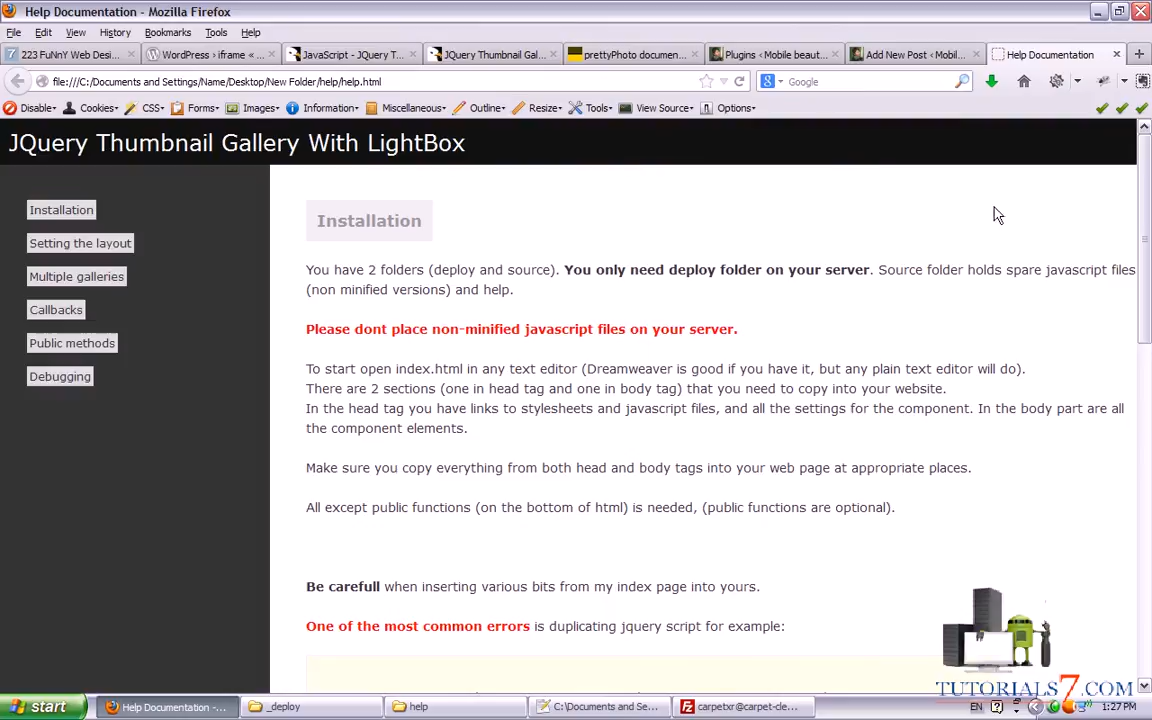 Help Documentation - Mozilla Firefox
File Edit View History Bookmarks Tools Help
223 FuNnY Web Desi...
WordPress › iframe «...
JavaScript - JQuery T...
JQuery Thumbnail Gal...
prettyPhoto documen...
Plugins ‹ Mobile beaut...
Add New Post ‹ Mobil...
Help Documentation
file:///C:/Documents and Settings/Name/Desktop/New Folder/help/help.html
Google
Disable Cookies CSS Forms Images Information Miscellaneous Outline Resize Tools View Source Options
JQuery Thumbnail Gallery With LightBox
Installation
Setting the layout
Multiple galleries
Callbacks
Public methods
Debugging
Installation
You have 2 folders (deploy and source). You only need deploy folder on your server. Source folder holds spare javascript files
(non minified versions) and help.
Please dont place non-minified javascript files on your server.
To start open index.html in any text editor (Dreamweaver is good if you have it, but any plain text editor will do).
There are 2 sections (one in head tag and one in body tag) that you need to copy into your website.
In the head tag you have links to stylesheets and javascript files, and all the settings for the component. In the body part are all
the component elements.
Make sure you copy everything from both head and body tags into your web page at appropriate places.
All except public functions (on the bottom of html) is needed, (public functions are optional).
Be carefull when inserting various bits from my index page into yours.
One of the most common errors is duplicating jquery script for example:
TUTORIALS7.COM
start
Help Documentation -...
_deploy
help
C:\Documents and Se...
carpetxr@carpet-cle...
EN
1:27 PM